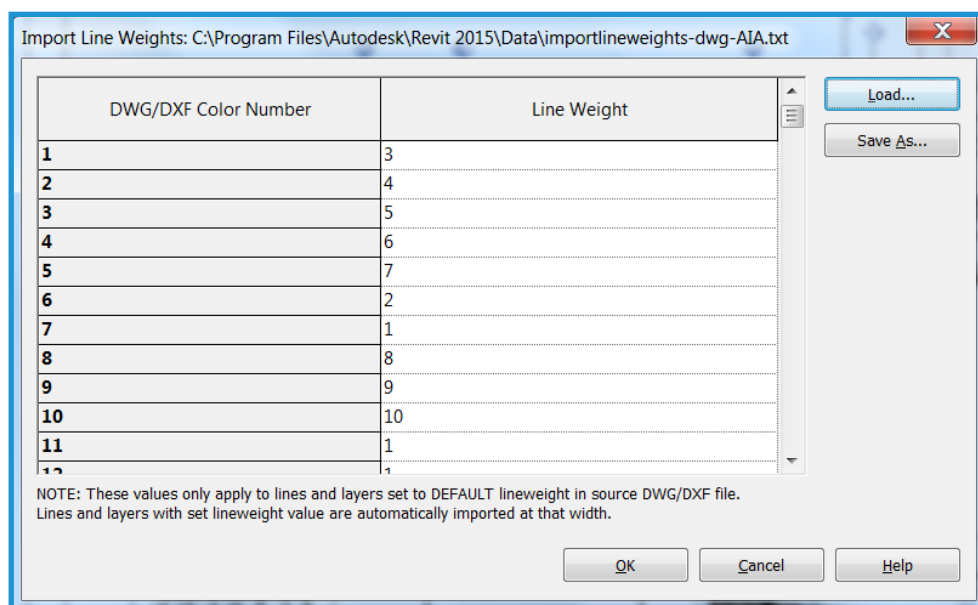 Import Line Weights: C:\Program Files\Autodesk\Revit 2015\Data\importlineweights-dwg-AIA.txt
DWG/DXF Color Number Line Weight
1 3
2 4
3 5
4 6
5 7
6 2
7 1
8 8
9 9
10 10
11 1
12 1
Load...
Save As...
NOTE: These values only apply to lines and layers set to DEFAULT lineweight in source DWG/DXF file.
Lines and layers with set lineweight value are automatically imported at that width.
OK Cancel Help